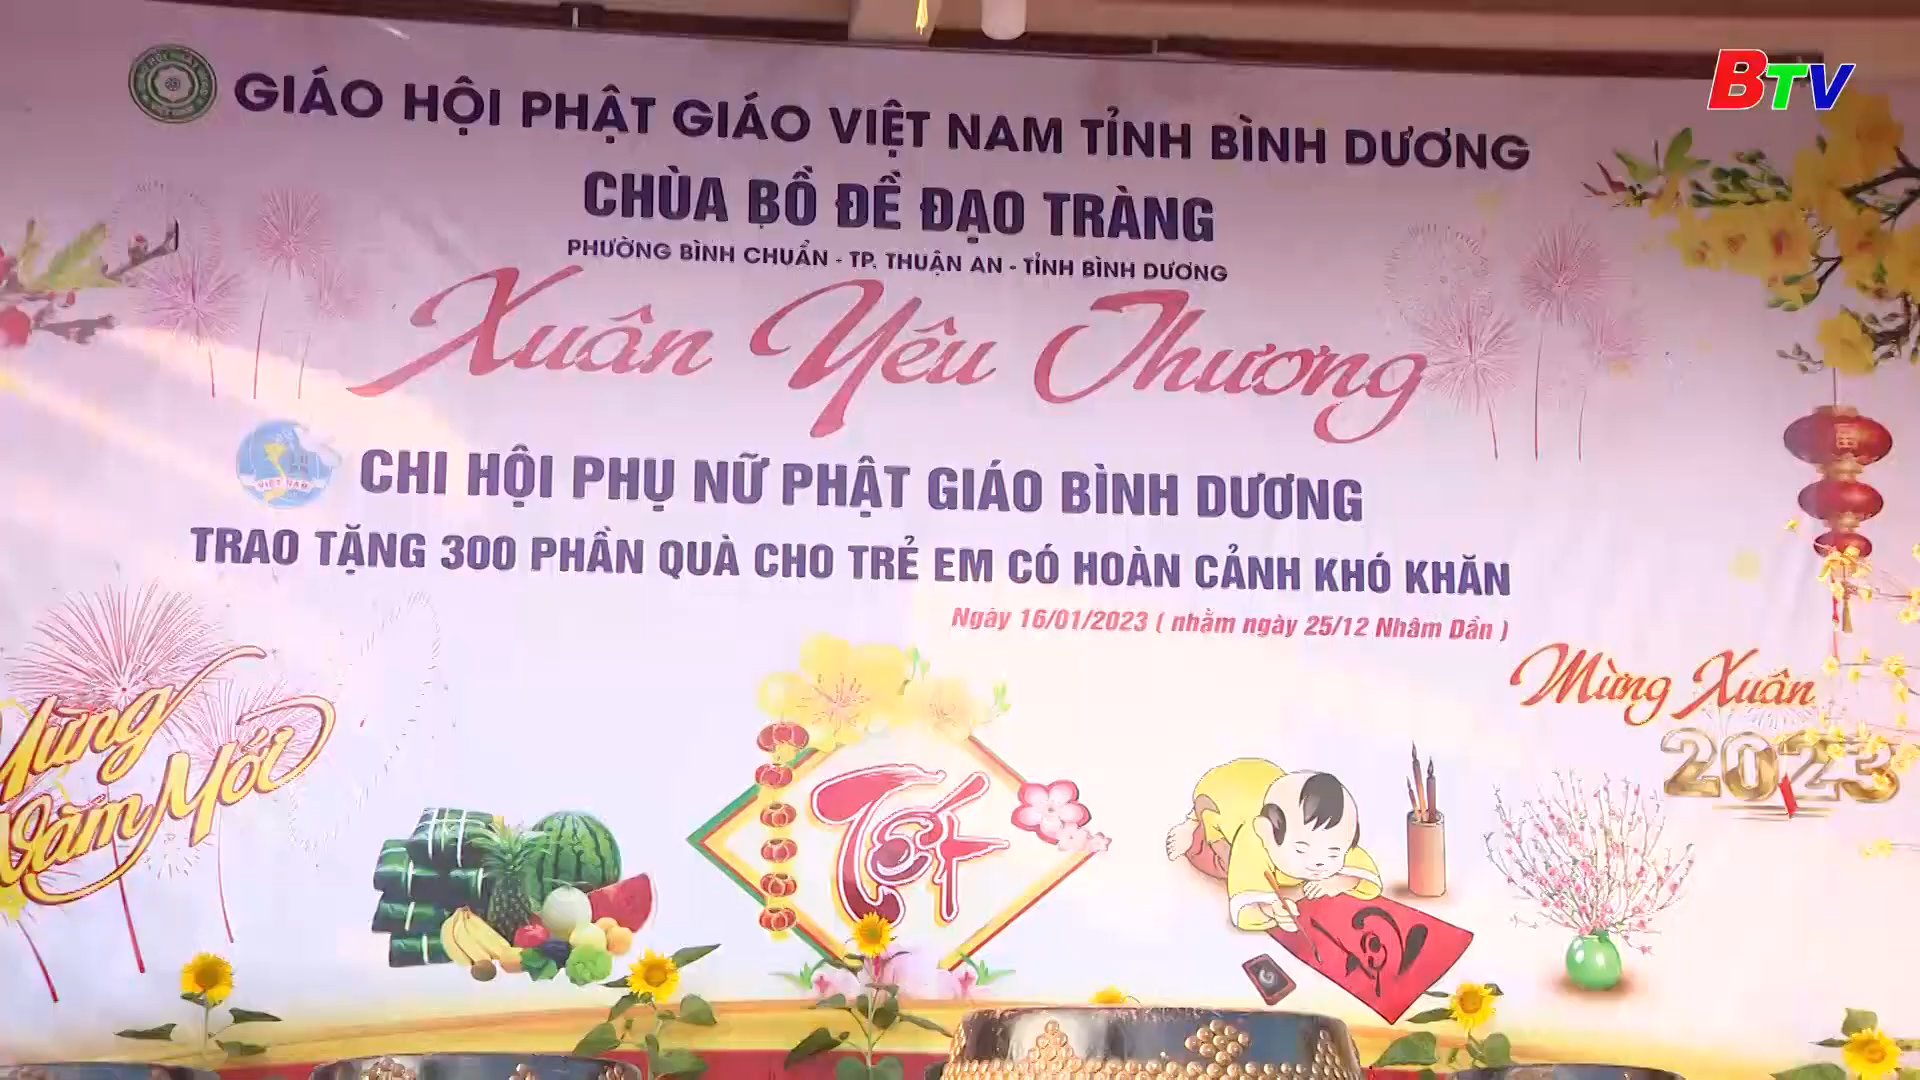 BTV
GIÁO HỘI PHẬT GIÁO VIỆT NAM TỈNH BÌNH DƯƠNG
CHÙA BỒ ĐỀ ĐẠO TRÀNG
PHƯỜNG BÌNH CHUẨN - TP. THUẬN AN - TỈNH BÌNH DƯƠNG
Xuân Yêu Thương
VIỆT NAM
CHI HỘI PHỤ NỮ PHẬT GIÁO BÌNH DƯƠNG
TRAO TẶNG 300 PHẦN QUÀ CHO TRẺ EM CÓ HOÀN CẢNH KHÓ KHĂN
Ngày 16/01/2023 ( nhằm ngày 25/12 Nhâm Dần )
Mừng Xuân
2023
Mừng
Năm Mới
Tết